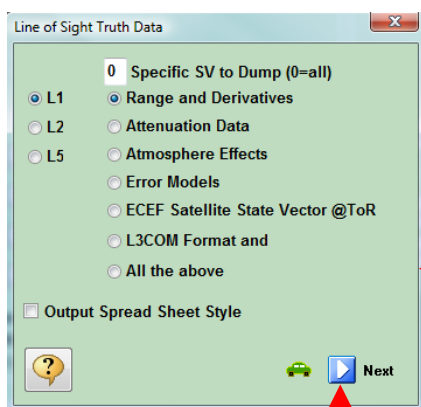 Line of Sight Truth Data
0 Specific SV to Dump (0=all)
L1 Range and Derivatives
L2 Attenuation Data
L5 Atmosphere Effects
Error Models
ECEF Satellite State Vector @ToR
L3COM Format and
All the above
Output Spread Sheet Style
? Next